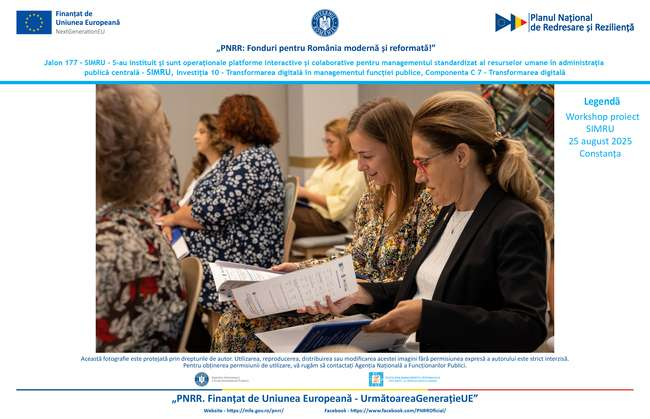 Finanțat de
Uniunea Europeană
NextGenerationEU
Planul Național
de Redresare și Reziliență
„PNRR: Fonduri pentru România modernă și reformată!”
Jalon 177 - SIMRU - S-au instituit și sunt operaționale platforme interactive și colaborative pentru managementul standardizat al resurselor umane în administrația
publică centrală - SIMRU, Investiția 10 - Transformarea digitală în managementul funcției publice, Componenta C 7 - Transformarea digitală
Legendă
Workshop proiect
SIMRU
25 august 2025
Constanța
Această fotografie este protejată prin drepturile de autor. Utilizarea, reproducerea, distribuirea sau modificarea acestei imagini fără permisiunea expresă a autorului este strict interzisă.
Pentru obținerea permisiunii de utilizare, vă rugăm să contactați Agenția Națională a Funcționarilor Publici.
„PNRR. Finanțat de Uniunea Europeană - UrmătoareaGenerațieUE”
Website - https://mfe.gov.ro/pnrr/ Facebook - https://www.facebook.com/PNRROficial/